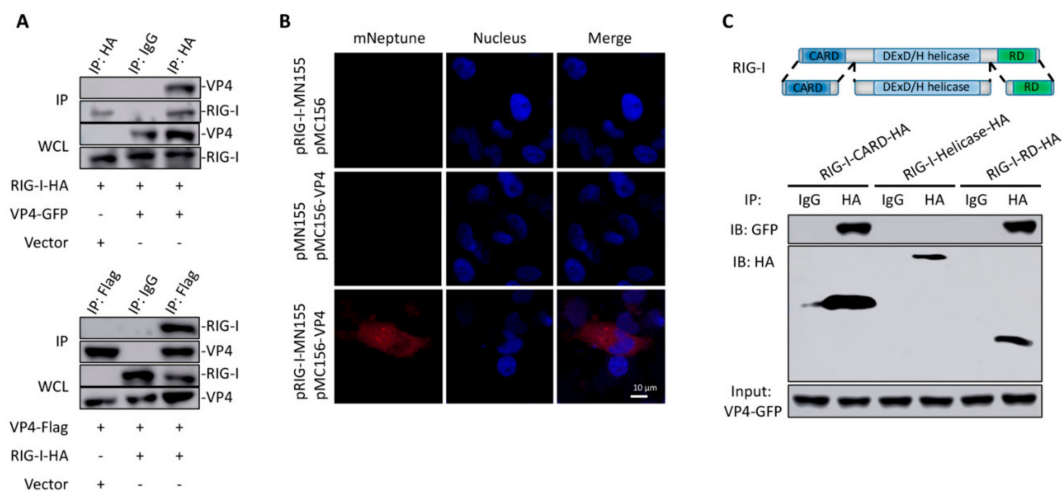 A
IP: HA
IP: IgG
IP: HA
IP
-VP4
-RIG-I
WCL
-VP4
-RIG-I
RIG-I-HA + + +
VP4-GFP - + +
Vector + - -
IP: Flag
IP: IgG
IP: Flag
IP
-RIG-I
-VP4
WCL
-RIG-I
-VP4
VP4-Flag + + +
RIG-I-HA - + +
Vector + - -
B
mNeptune Nucleus Merge
pRIG-I-MN155
pMC156
pMN155
pMC156-VP4
pRIG-I-MN155
pMC156-VP4
10 µm
C
RIG-I
CARD DExD/H helicase RD
CARD DExD/H helicase RD
RIG-I-CARD-HA
RIG-I-Helicase-HA
RIG-I-RD-HA
IP: IgG HA IgG HA IgG HA
IB: GFP
IB: HA
Input:
VP4-GFP